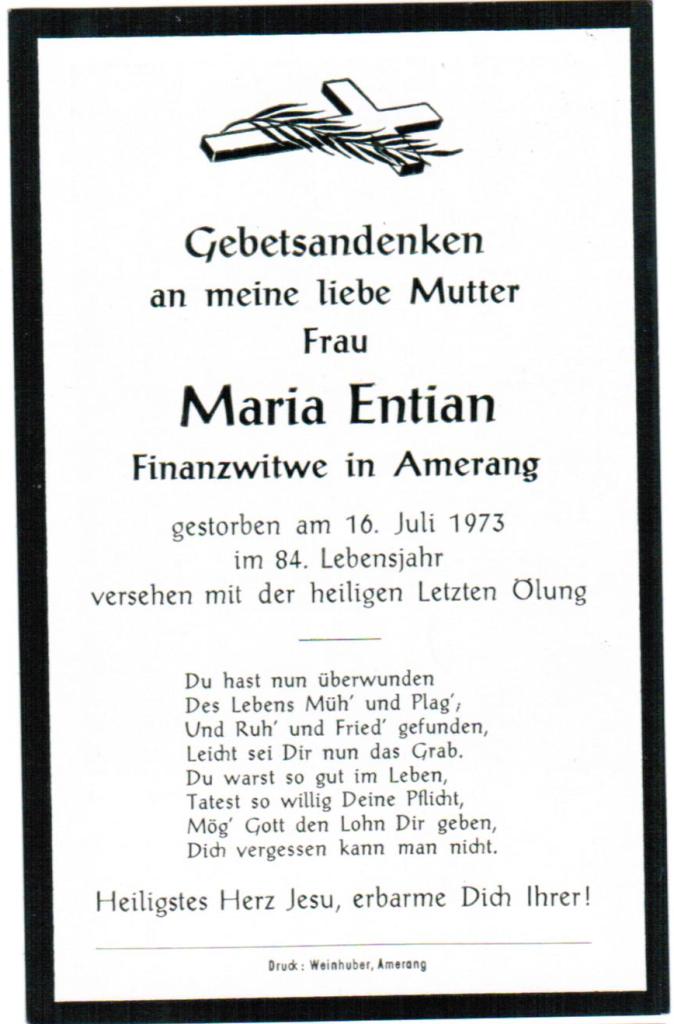 Gebetsandenken
an meine liebe Mutter
Frau
Maria Entian
Finanzwitwe in Amerang
gestorben am 16. Juli 1973
im 84. Lebensjahr
versehen mit der heiligen Letzten Ölung
Du hast nun überwunden
Des Lebens Müh' und Plag',
Und Ruh' und Fried' gefunden,
Leicht sei Dir nun das Grab.
Du warst so gut im Leben,
Tatest so willig Deine Pflicht,
Mög' Gott den Lohn Dir geben,
Dich vergessen kann man nicht.
Heiligstes Herz Jesu, erbarme Dich Ihrer!
Druck: Weinhuber, Amerang